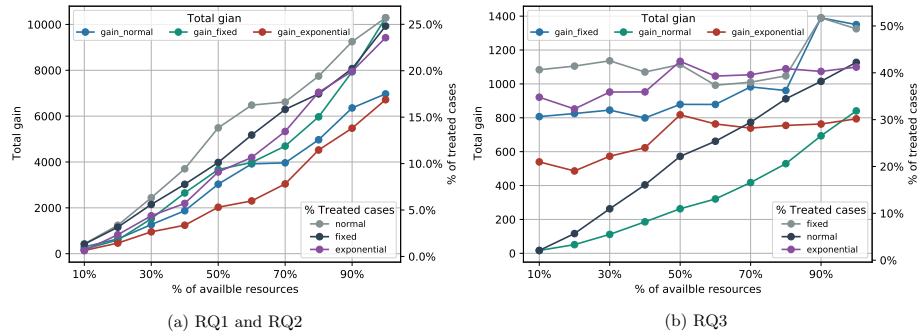 Total gian
gain_normal gain_fixed gain_exponential
10000
8000
6000
4000
2000
0
Total gain
25.0%
20.0%
15.0%
10.0%
5.0%
0.0%
% of treated cases
% Treated cases
normal
fixed
exponential
10% 30% 50% 70% 90%
% of availble resources
(a) RQ1 and RQ2
Total gian
gain_fixed gain_normal gain_exponential
1400
1200
1000
800
600
400
200
0
Total gain
50%
40%
30%
20%
10%
0%
% of treated cases
% Treated cases
fixed
normal
exponential
10% 30% 50% 70% 90%
% of availble resources
(b) RQ3